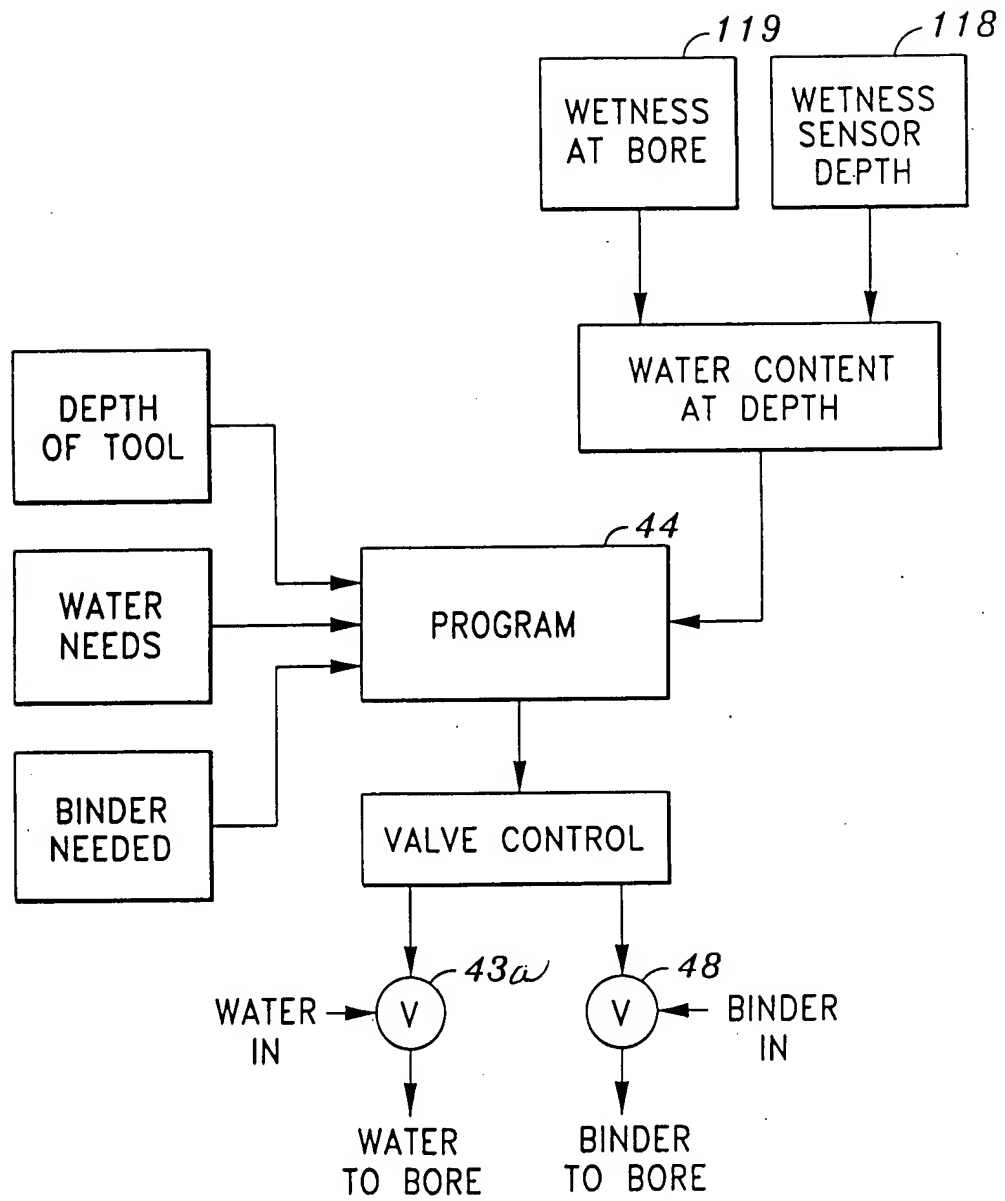 119
118
WETNESS
AT BORE
WETNESS
SENSOR
DEPTH
WATER CONTENT
AT DEPTH
DEPTH
OF TOOL
44
WATER
NEEDS
PROGRAM
BINDER
NEEDED
VALVE CONTROL
43a
48
WATER
IN
V
V
BINDER
IN
WATER
TO BORE
BINDER
TO BORE